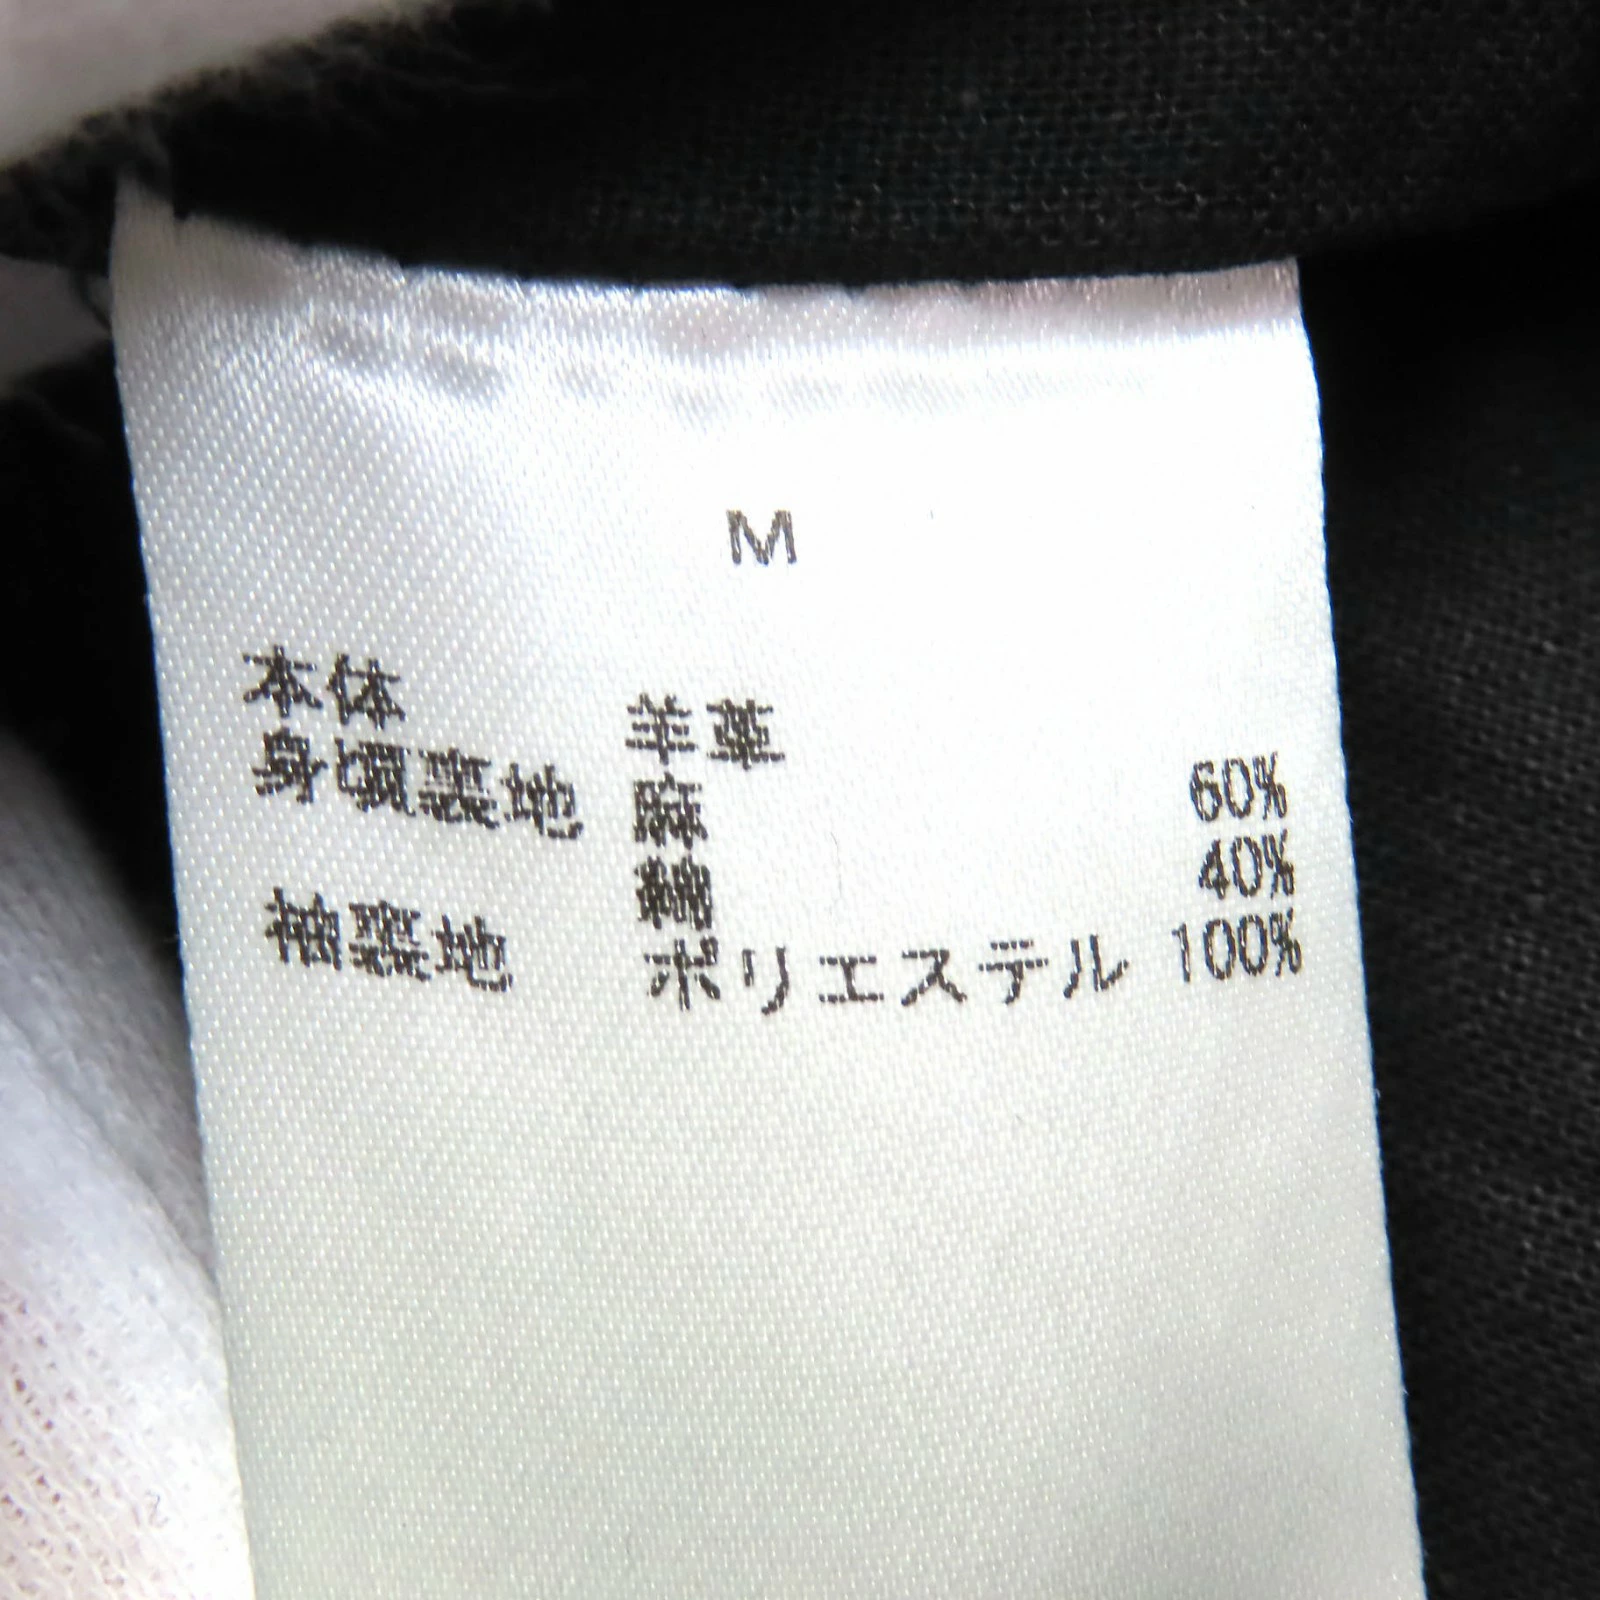 M
本体 羊革
身頃裏地 麻 60%
綿 40%
袖裏地 ポリエステル 100%